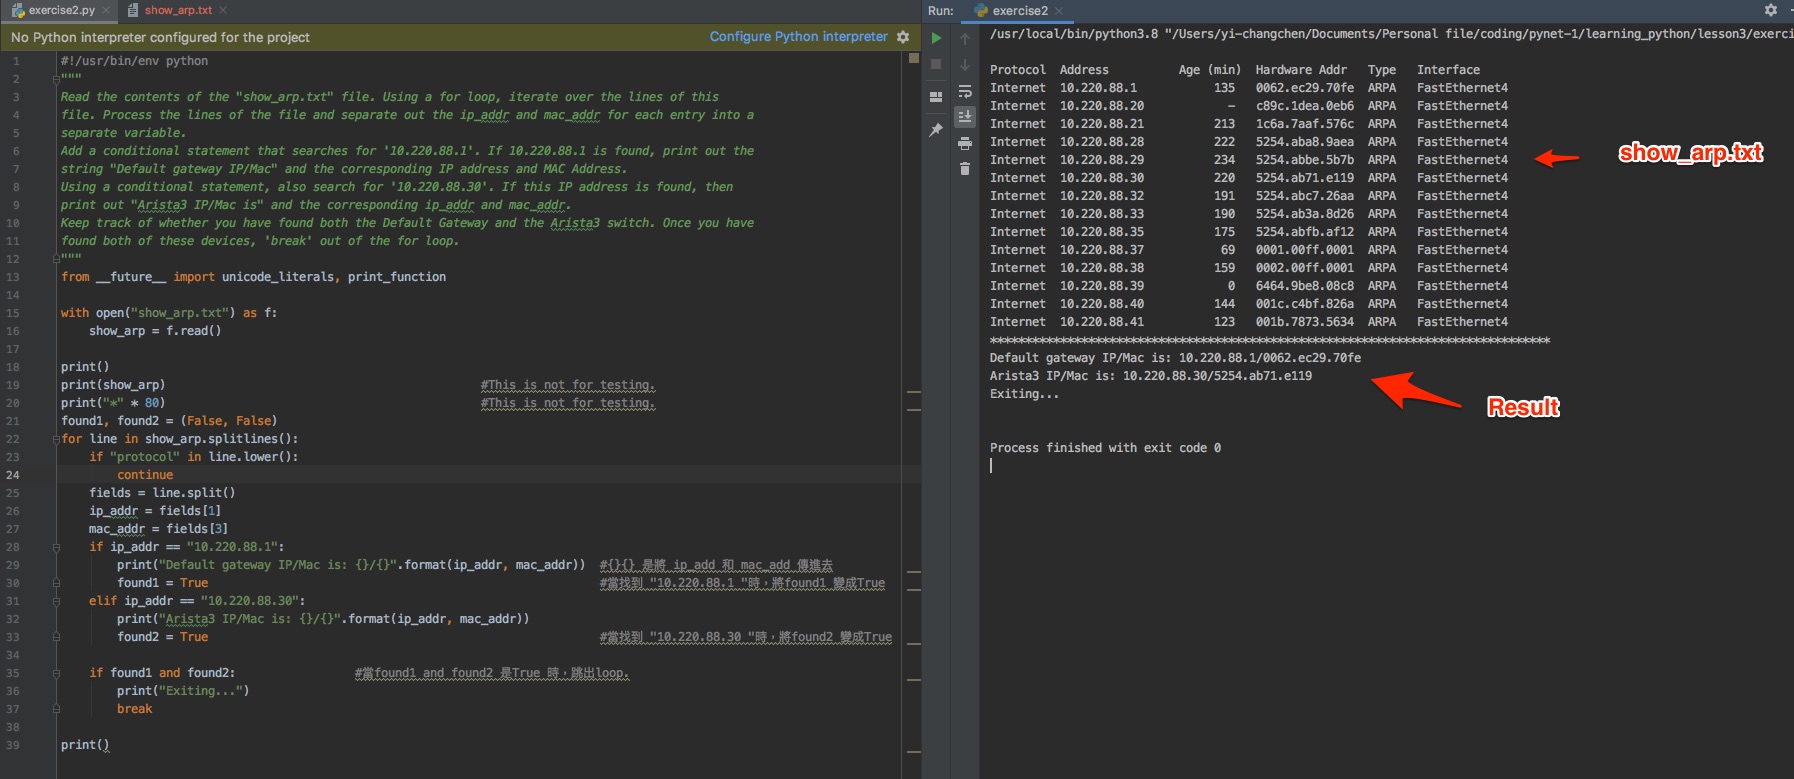 exercise2.py
show_arp.txt
No Python interpreter configured for the project
Configure Python interpreter
1 #!/usr/bin/env python
2 """
3 Read the contents of the "show_arp.txt" file. Using a for loop, iterate over the lines of this
4 file. Process the lines of the file and separate out the ip_addr and mac_addr for each entry into a
5 separate variable.
6 Add a conditional statement that searches for '10.220.88.1'. If 10.220.88.1 is found, print out the
7 string "Default gateway IP/Mac" and the corresponding IP address and MAC Address.
8 Using a conditional statement, also search for '10.220.88.30'. If this IP address is found, then
9 print out "Arista3 IP/Mac is" and the corresponding ip_addr and mac_addr.
10 Keep track of whether you have found both the Default Gateway and the Arista3 switch. Once you have
11 found both of these devices, 'break' out of the for loop.
12 """
13 from __future__ import unicode_literals, print_function
14
15 with open("show_arp.txt") as f:
16 show_arp = f.read()
17
18 print()
19 print(show_arp) #This is not for testing.
20 print("*" * 80) #This is not for testing.
21 found1, found2 = (False, False)
22 for line in show_arp.splitlines():
23 if "protocol" in line.lower():
24 continue
25 fields = line.split()
26 ip_addr = fields[1]
27 mac_addr = fields[3]
28 if ip_addr == "10.220.88.1":
29 print("Default gateway IP/Mac is: {}/{}".format(ip_addr, mac_addr)) #{}{} 是將 ip_add 和 mac_add 傳進去
30 found1 = True #當找到 "10.220.88.1 "時，將found1 變成True
31 elif ip_addr == "10.220.88.30":
32 print("Arista3 IP/Mac is: {}/{}".format(ip_addr, mac_addr))
33 found2 = True #當找到 "10.220.88.30 "時，將found2 變成True
34
35 if found1 and found2: #當found1 and found2 是True 時，跳出loop.
36 print("Exiting...")
37 break
38
39 print()
Run: exercise2
/usr/local/bin/python3.8 "/Users/yi-changchen/Documents/Personal file/coding/pynet-1/learning_python/lesson3/exerci
Protocol Address Age (min) Hardware Addr Type Interface
Internet 10.220.88.1 135 0062.ec29.70fe ARPA FastEthernet4
Internet 10.220.88.20 - c89c.1dea.0eb6 ARPA FastEthernet4
Internet 10.220.88.21 213 1c6a.7aaf.576c ARPA FastEthernet4
Internet 10.220.88.28 222 5254.aba8.9aea ARPA FastEthernet4
Internet 10.220.88.29 234 5254.abbe.5b7b ARPA FastEthernet4
Internet 10.220.88.30 220 5254.ab71.e119 ARPA FastEthernet4
Internet 10.220.88.32 191 5254.abc7.26aa ARPA FastEthernet4
Internet 10.220.88.33 190 5254.ab3a.8d26 ARPA FastEthernet4
Internet 10.220.88.35 175 5254.abfb.af12 ARPA FastEthernet4
Internet 10.220.88.37 69 0001.00ff.0001 ARPA FastEthernet4
Internet 10.220.88.38 159 0002.00ff.0001 ARPA FastEthernet4
Internet 10.220.88.39 0 6464.9be8.08c8 ARPA FastEthernet4
Internet 10.220.88.40 144 001c.c4bf.826a ARPA FastEthernet4
Internet 10.220.88.41 123 001b.7873.5634 ARPA FastEthernet4
********************************************************************************
Default gateway IP/Mac is: 10.220.88.1/0062.ec29.70fe
Arista3 IP/Mac is: 10.220.88.30/5254.ab71.e119
Exiting...
Process finished with exit code 0
show_arp.txt
Result